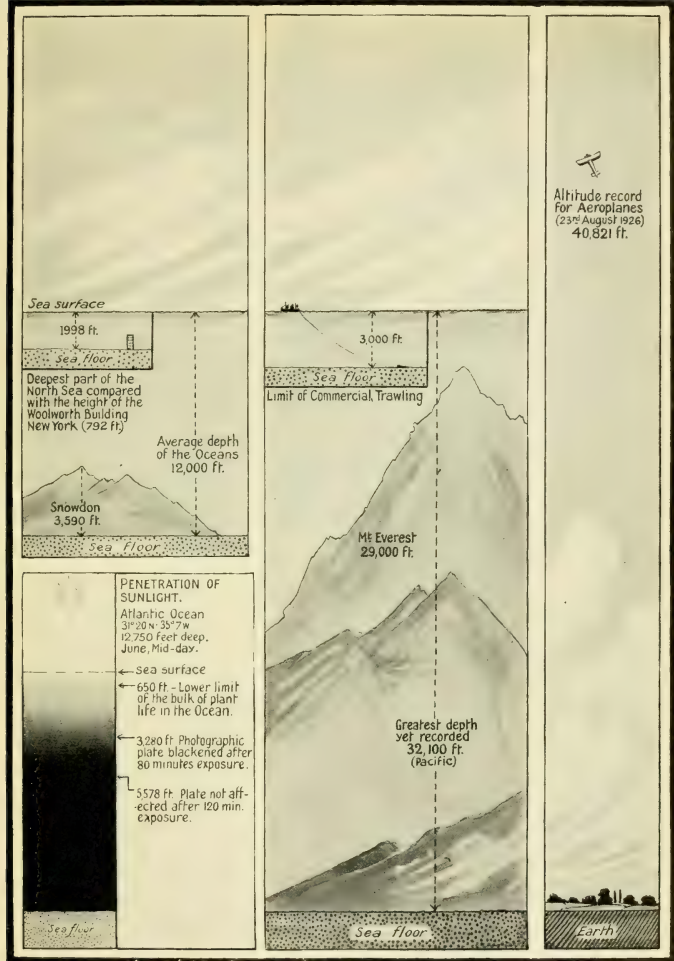 Sea surface
1998 ft.
Sea floor
Deepest part of the
North Sea compared
with the height of the
Woolworth Building
New York (792 ft.)
Average depth
of the Oceans
12,000 ft.
Snowdon
3,590 ft.
Sea floor
PENETRATION OF
SUNLIGHT.
Atlantic Ocean
31°20 N·35°7 W
12,750 feet deep.
June, Mid-day.
Sea surface
650 ft.- Lower limit
of the bulk of plant
life in the Ocean.
3,280 ft. Photographic
plate blackened after
80 minutes exposure.
5,578 ft. Plate not aff-
-ected after 120 min.
exposure.
Sea floor
3,000 ft.
Sea floor
Limit of Commercial Trawling
Mt Everest
29,000 ft.
Greatest depth
yet recorded
32,100 ft.
(Pacific)
Sea floor
Altitude record
for Aeroplanes
(23rd August 1926)
40,821 ft.
Earth